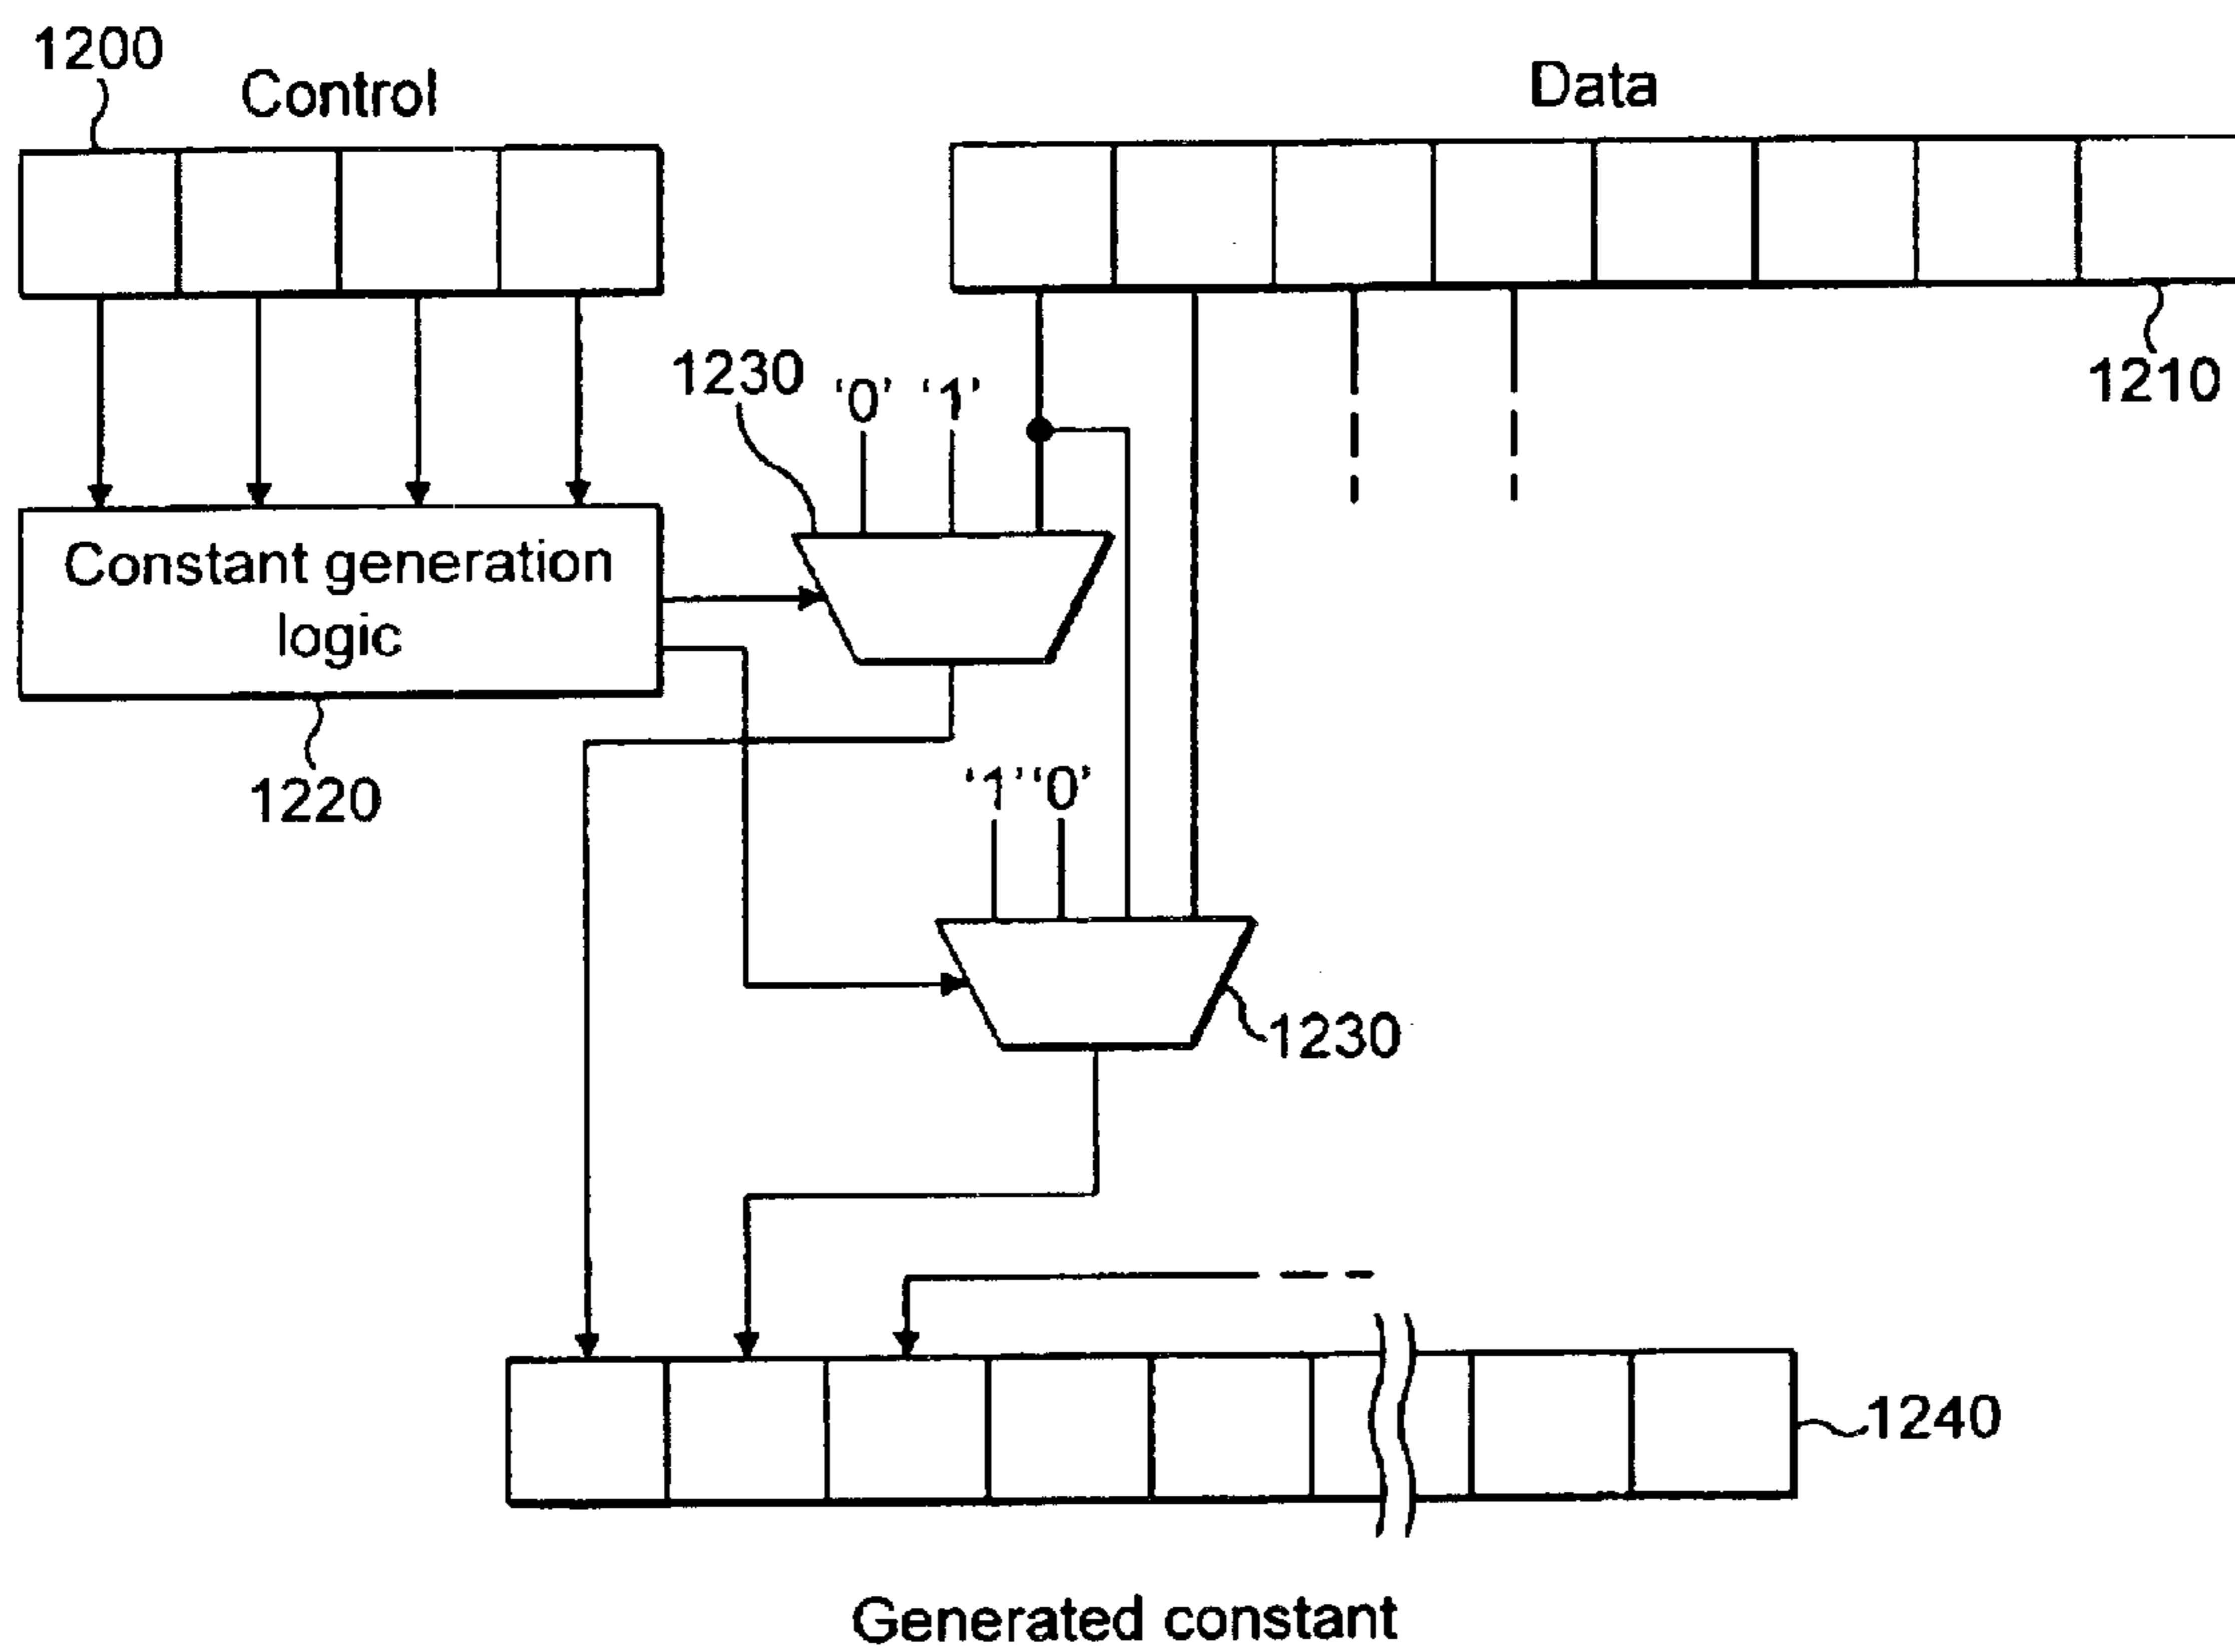 1200
Control
Data
1210
1230
‘0’ ‘1’
Constant generation
logic
1220
‘1’ ‘0’
1230
1240
Generated constant